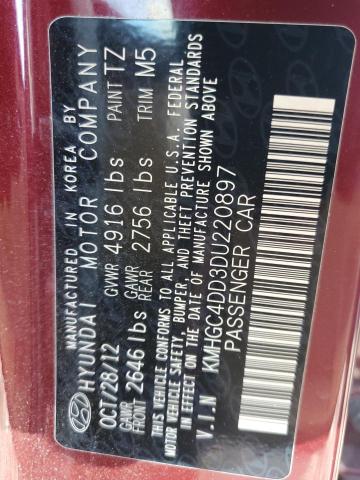 MANUFACTURED IN KOREA BY
HYUNDAI MOTOR COMPANY
OCT/28/12 GVWR 4916 lbs PAINT TZ
GAWR FRONT 2646 lbs GAWR REAR 2756 lbs TRIM M5
THIS VEHICLE CONFORMS TO ALL APPLICABLE U.S.A. FEDERAL
MOTOR VEHICLE SAFETY, BUMPER, AND THEFT PREVENTION STANDARDS
IN EFFECT ON THE DATE OF MANUFACTURE SHOWN ABOVE
V.I.N KMHGC4DD3DU220897
PASSENGER CAR